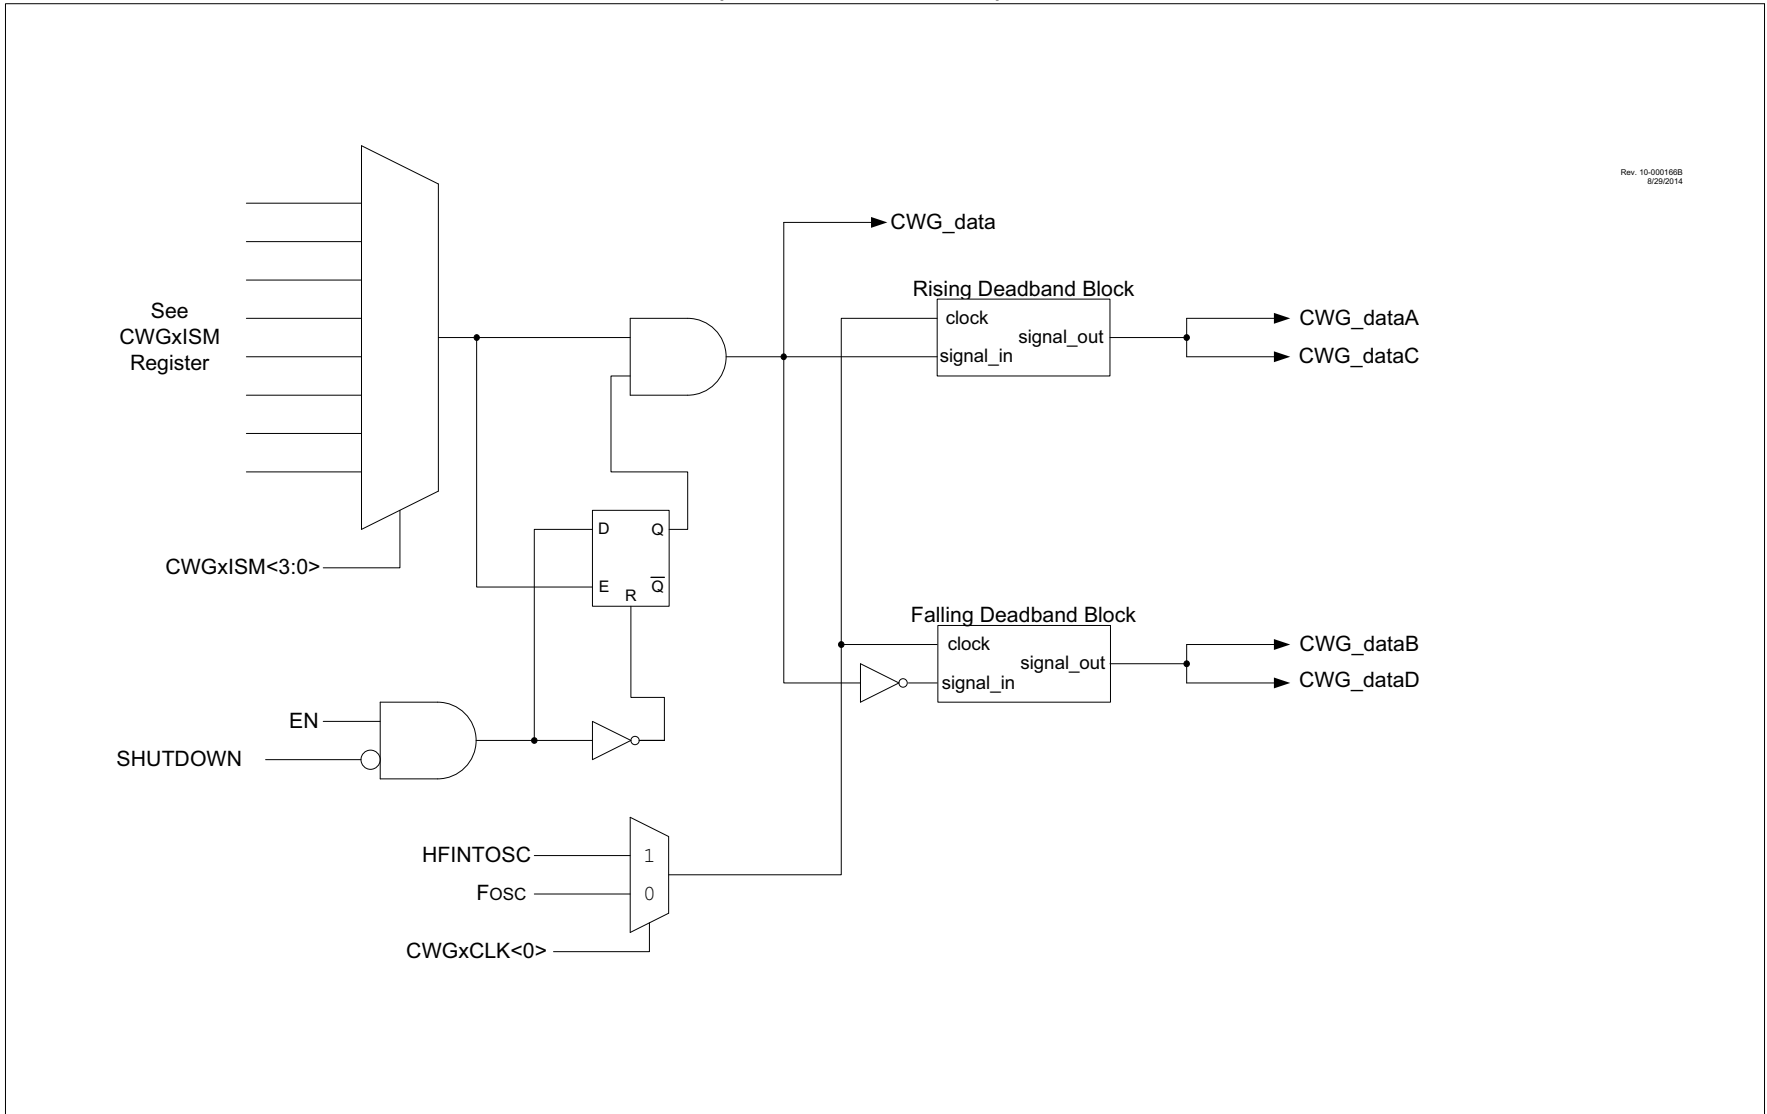 Rev. 10-000166B
8/29/2014
CWG_data
Rising Deadband Block
clock
signal_out
signal_in
CWG_dataA
CWG_dataC
See
CWGxISM
Register
D
Q
E
R
Q̅
CWGxISM<3:0>
Falling Deadband Block
clock
signal_out
signal_in
CWG_dataB
CWG_dataD
EN
SHUTDOWN
HFINTOSC
1
FOSC
0
CWGxCLK<0>